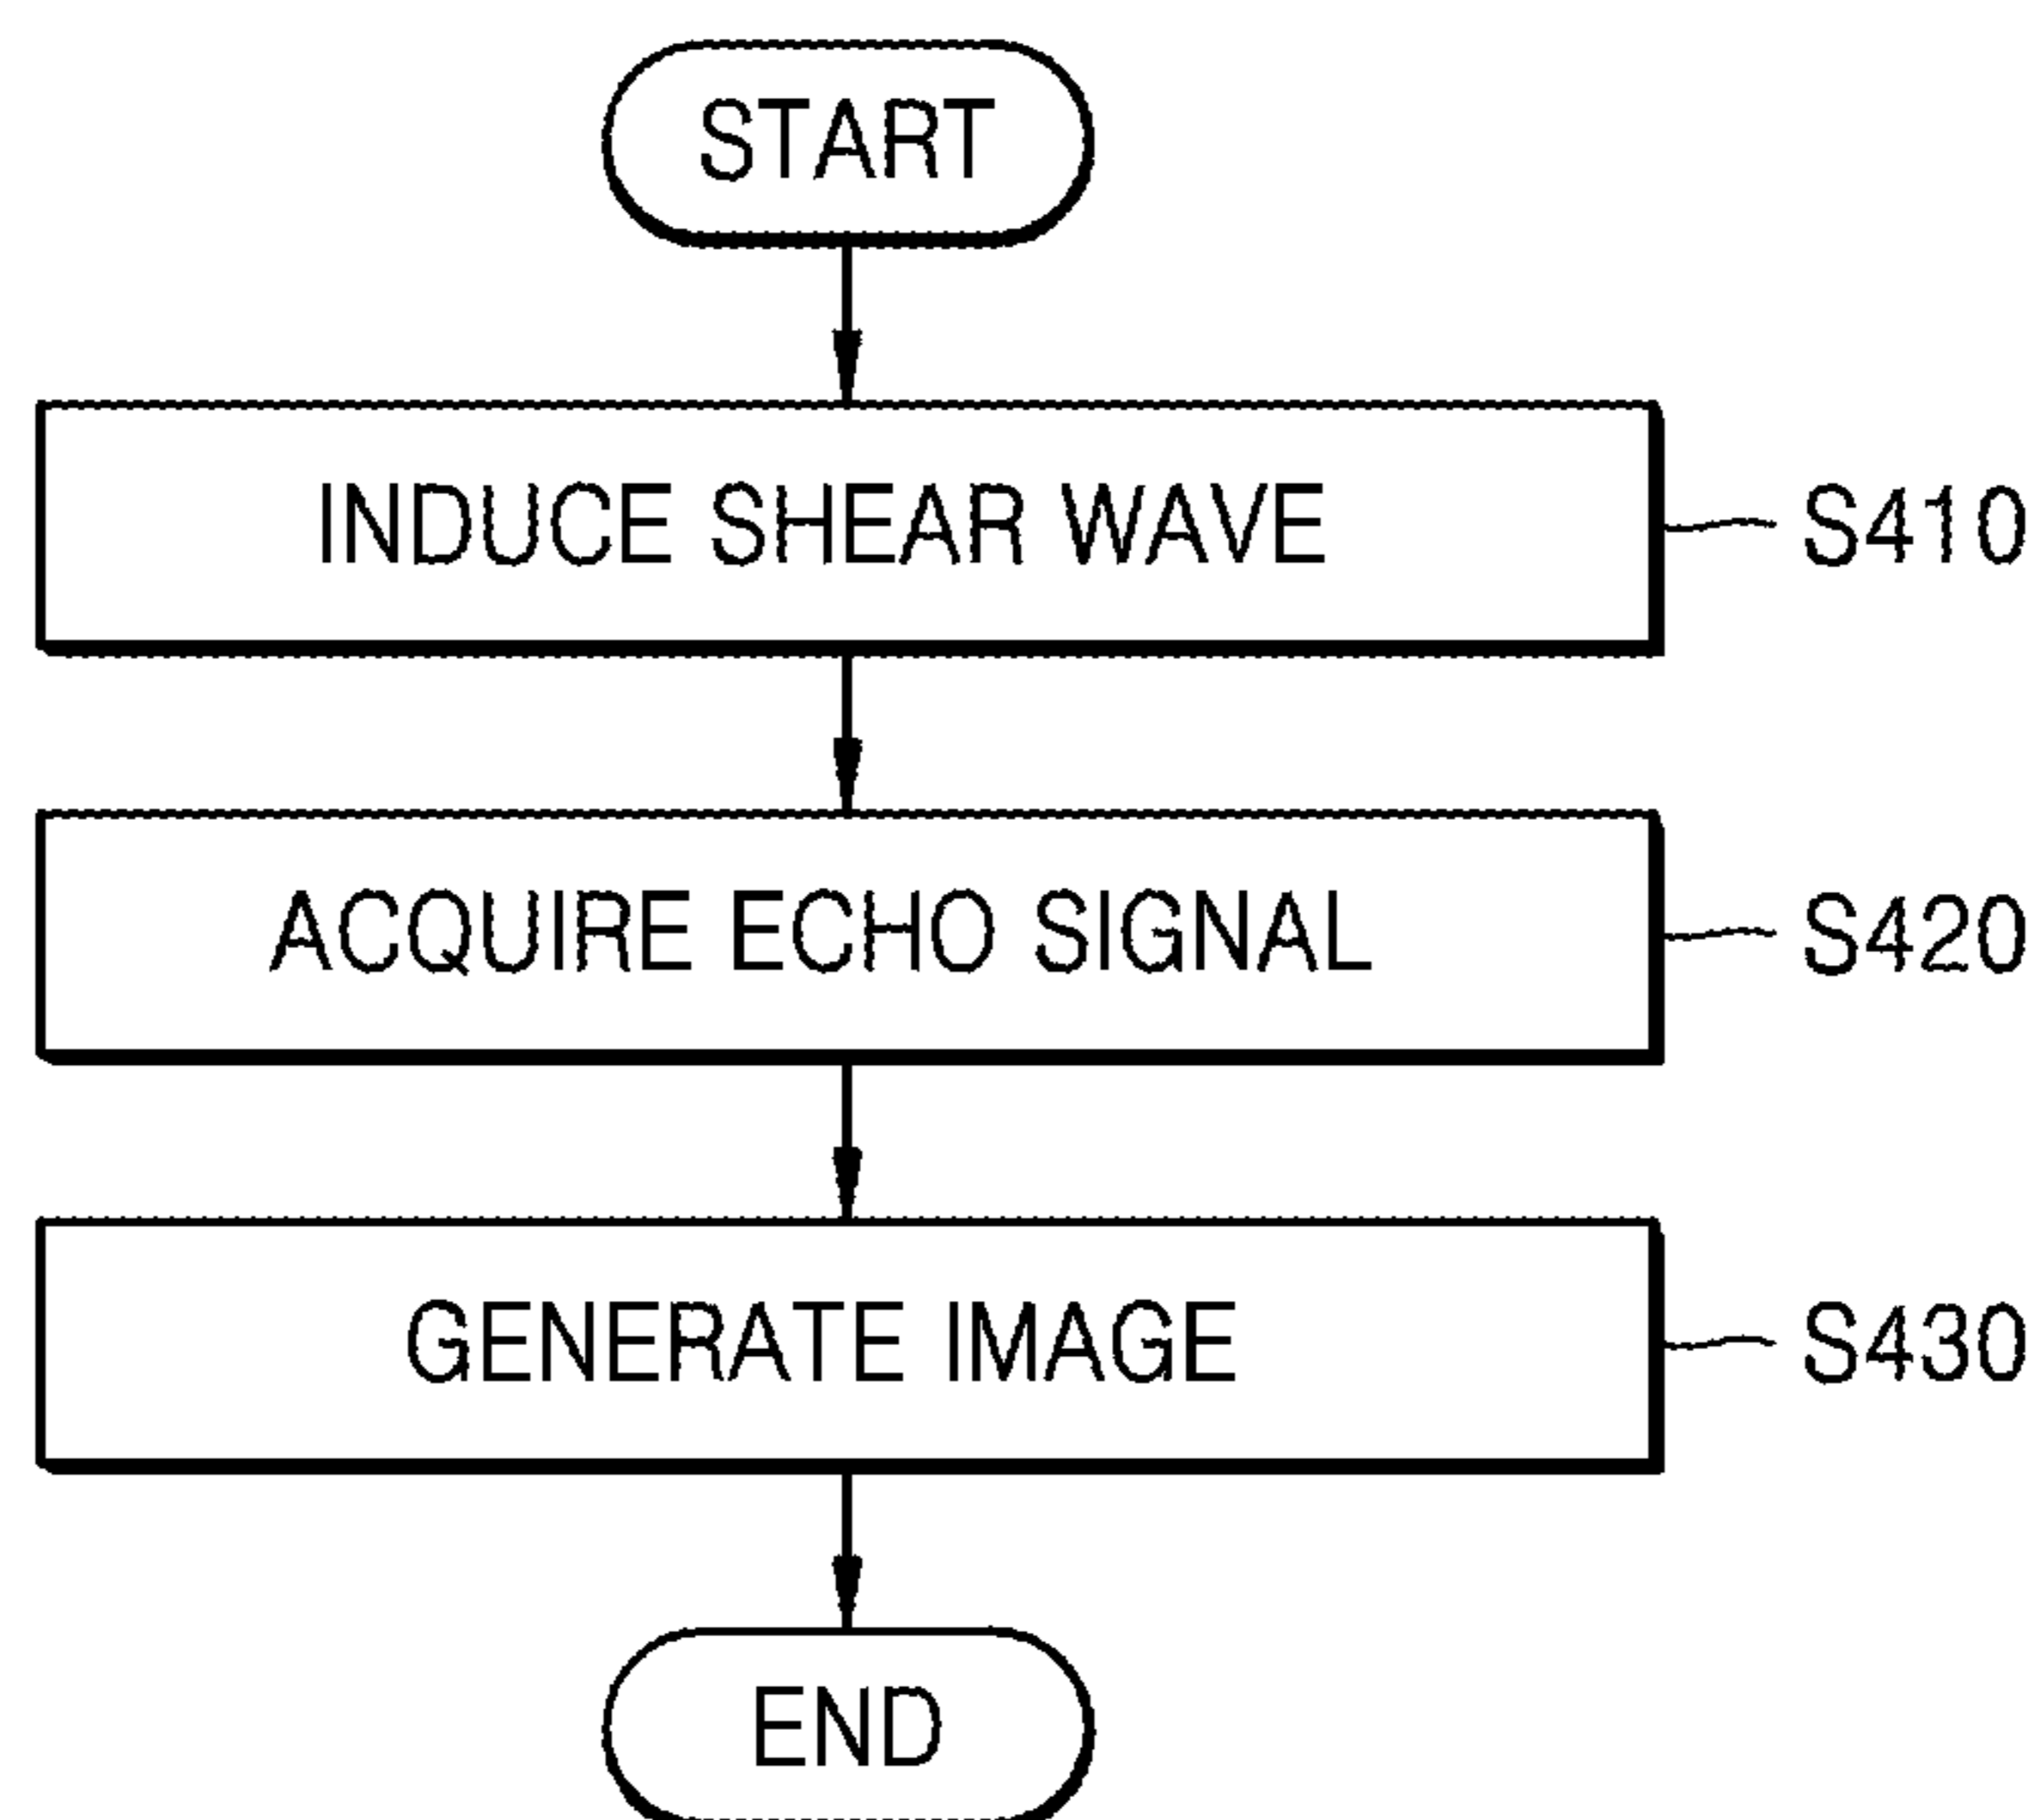 START
INDUCE SHEAR WAVE
S410
ACQUIRE ECHO SIGNAL
S420
GENERATE IMAGE
S430
END